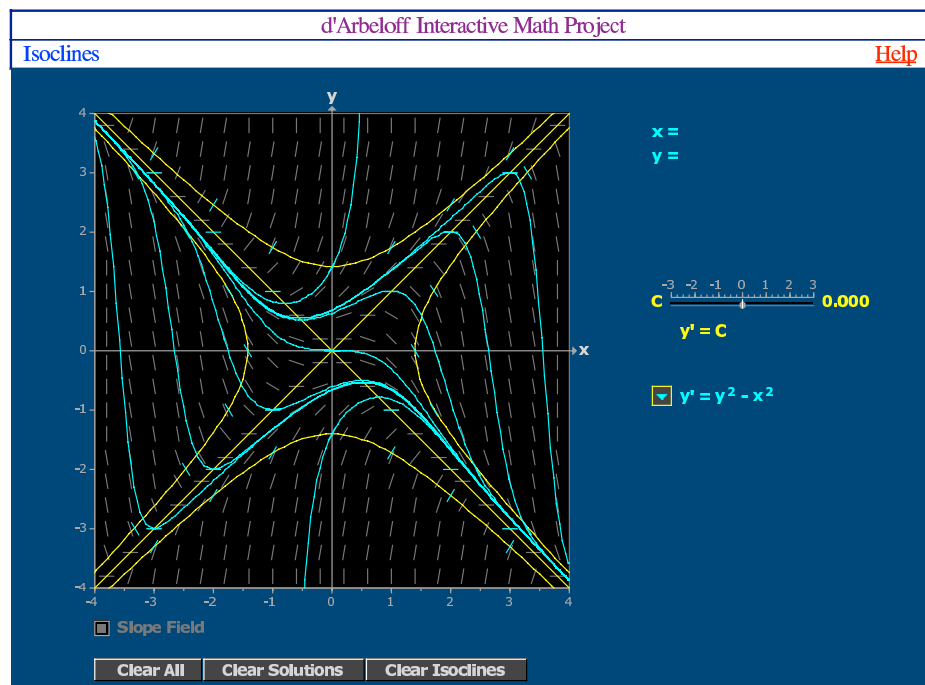 d'Arbeloff Interactive Math Project
Isoclines Help
y
4
3
2
1
0
-1
-2
-3
-4
-4 -3 -2 -1 0 1 2 3 4
x
x =
y =
-3 -2 -1 0 1 2 3
C 0.000
y' = C
y' = y² - x²
Slope Field
Clear All Clear Solutions Clear Isoclines